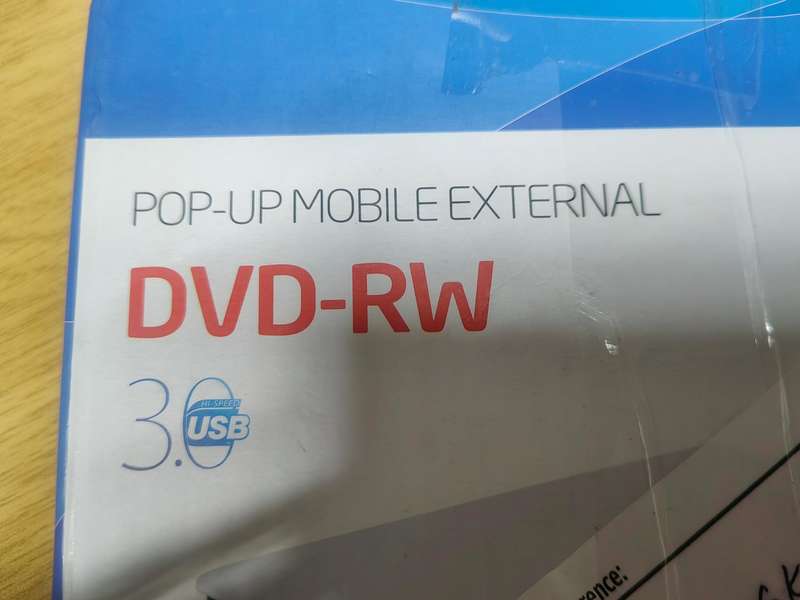 POP-UP MOBILE EXTERNAL
DVD-RW
3.0
HI-SPEED
USB